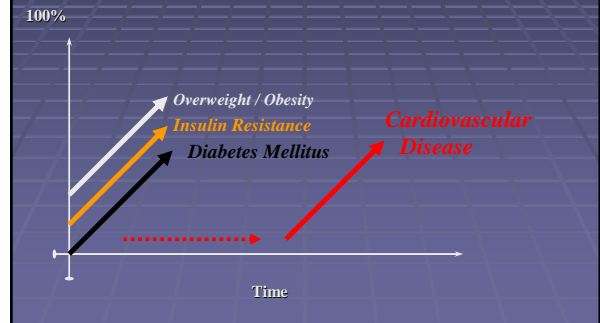 100%
Overweight / Obesity
Insulin Resistance
Diabetes Mellitus
Cardiovascular
Disease
Time